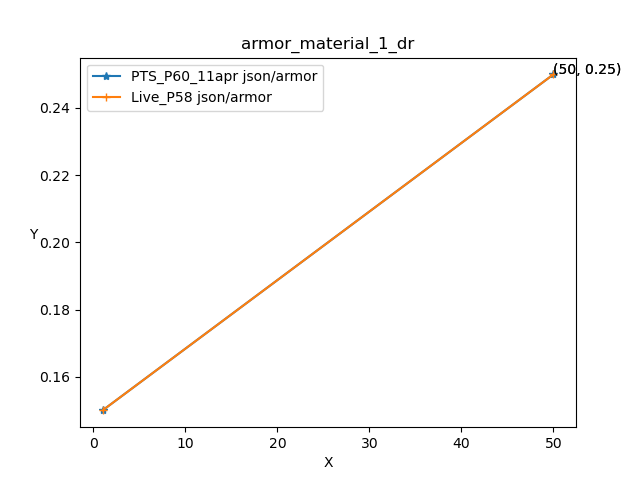 armor_material_1_dr
PTS_P60_11apr json/armor
Live_P58 json/armor
(50, 0.25)
0.24
0.22
0.20
0.18
0.16
Y
0
10
20
30
40
50
X